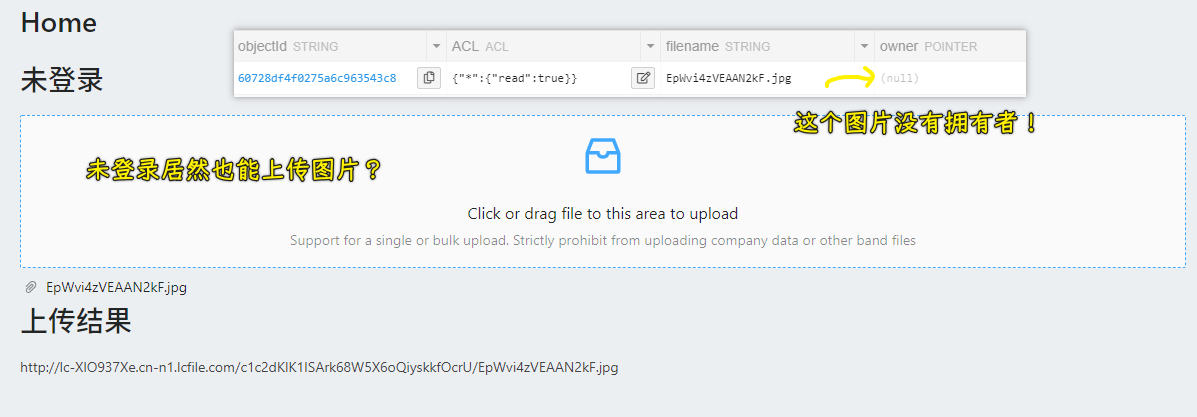 Home
objectId STRING ACL ACL filename STRING owner POINTER
60728df4f0275a6c963543c8 {"*":{"read":true}} EpWvi4zVEAAN2kF.jpg (null)
未登录
这个图片没有拥有者！
未登录居然也能上传图片？
Click or drag file to this area to upload
Support for a single or bulk upload. Strictly prohibit from uploading company data or other band files
EpWvi4zVEAAN2kF.jpg
上传结果
http://lc-XIO937Xe.cn-n1.lcfile.com/c1c2dKIK1ISArk68W5X6oQiyskkfOcrU/EpWvi4zVEAAN2kF.jpg